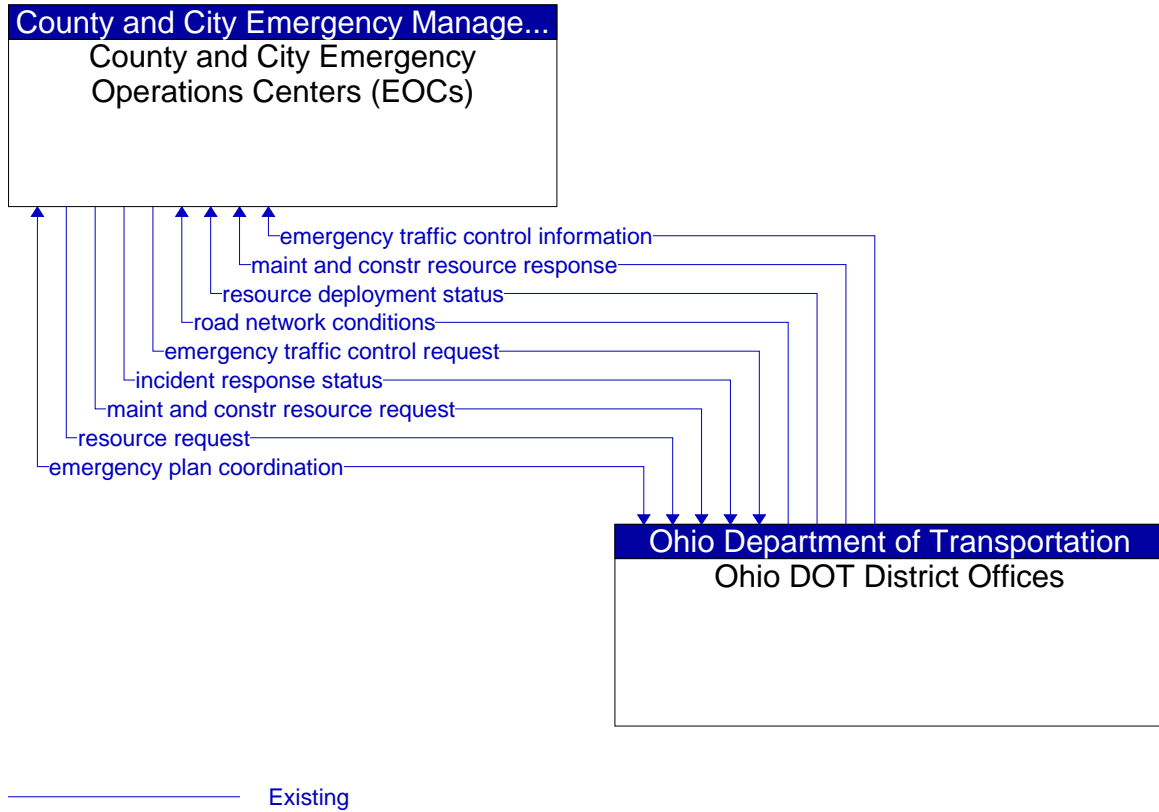 County and City Emergency Manage...
County and City Emergency
Operations Centers (EOCs)
emergency traffic control information
maint and constr resource response
resource deployment status
road network conditions
emergency traffic control request
incident response status
maint and constr resource request
resource request
emergency plan coordination
Ohio Department of Transportation
Ohio DOT District Offices
Existing